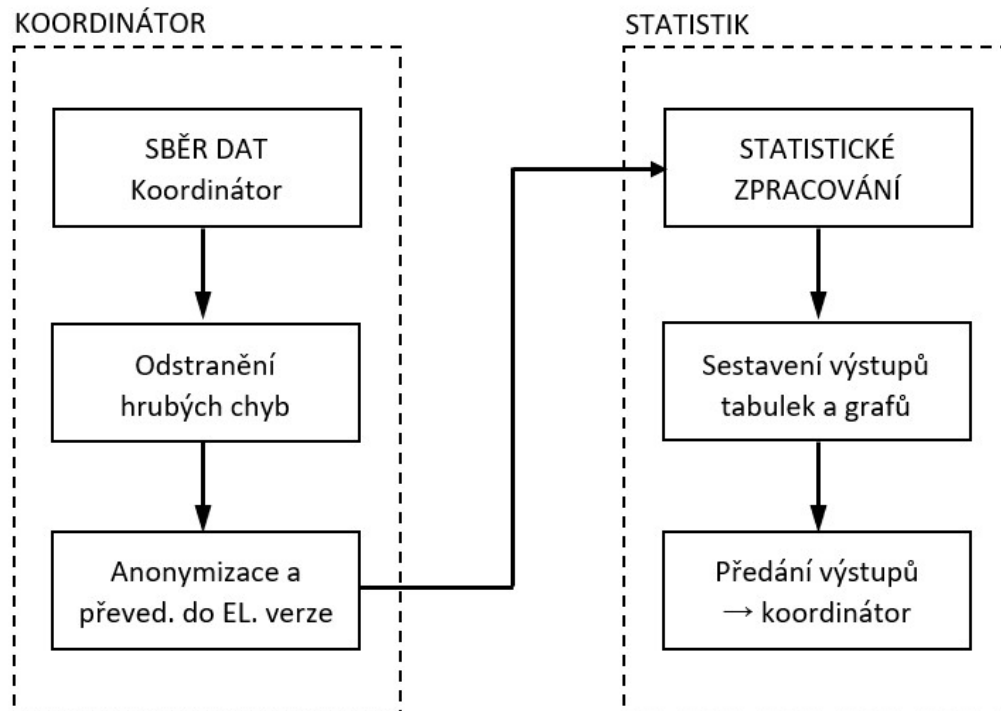 KOORDINÁTOR
SBĚR DAT
Koordinátor
Odstranění
hrubých chyb
Anonymizace a
převed. do EL. verze
STATISTIK
STATISTICKÉ
ZPRACOVÁNÍ
Sestavení výstupů
tabulek a grafů
Předání výstupů
→ koordinátor